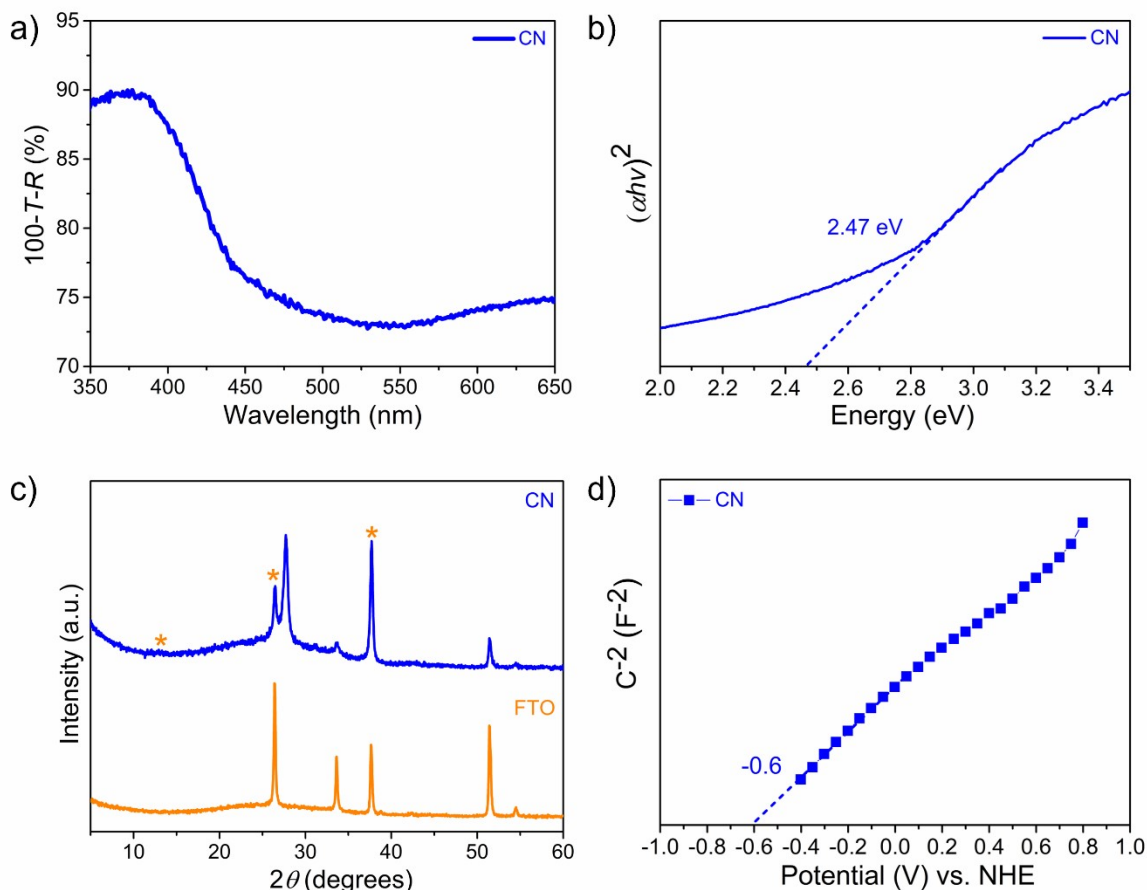 a)
CN
95
90
85
80
75
70
100-T-R (%)
350 400 450 500 550 600 650
Wavelength (nm)
b)
CN
2.47 eV
(αhν)²
2.0 2.2 2.4 2.6 2.8 3.0 3.2 3.4
Energy (eV)
c)
CN
*
*
*
FTO
Intensity (a.u.)
10 20 30 40 50 60
2θ (degrees)
d)
CN
-0.6
C⁻² (F⁻²)
-1.0 -0.8 -0.6 -0.4 -0.2 0.0 0.2 0.4 0.6 0.8 1.0
Potential (V) vs. NHE